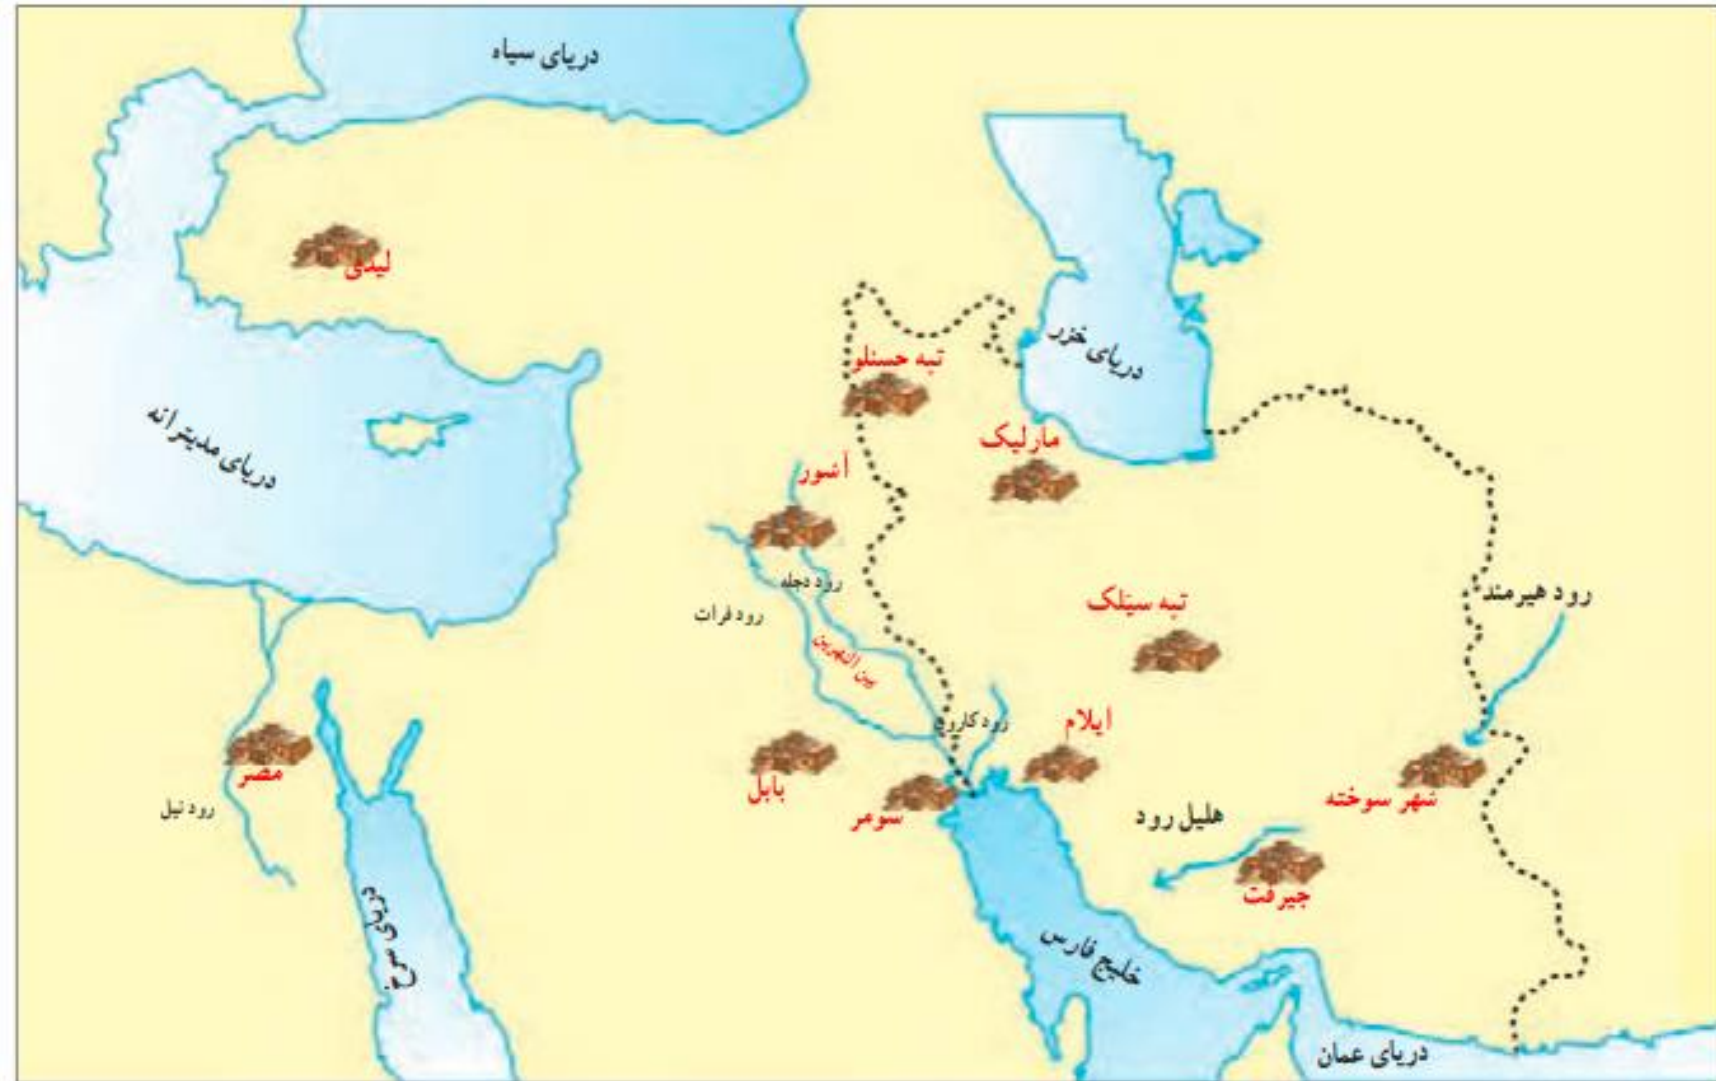 دریای سیاه
لیدی
تپه حسنلو
دریای خزر
مارلیک
آشور
دریای مدیترانه
رود دجله
رود فرات
بین النهرین
تپه سیلک
رود هیرمند
رود کارون
ایلام
مصر
رود نیل
بابل
سومر
شهر سوخته
هلیل رود
جیرفت
دریای سرخ
خلیج فارس
دریای عمان